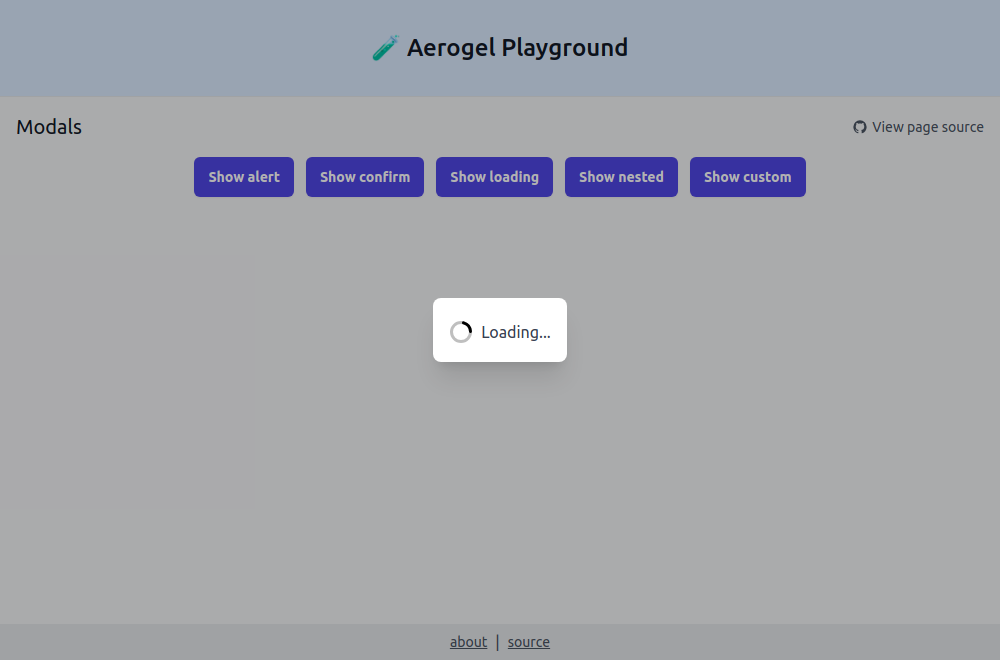 🧪 Aerogel Playground
Modals
View page source
Show alert
Show confirm
Show loading
Show nested
Show custom
Loading...
about | source